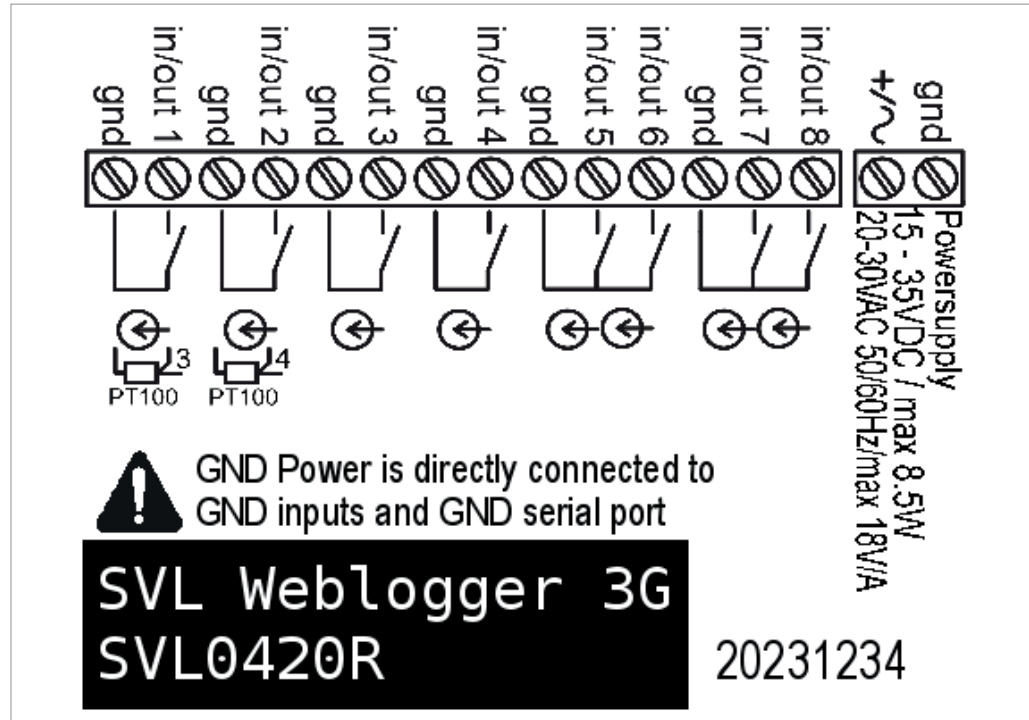 gnd
in/out 1
gnd
in/out 2
gnd
in/out 3
gnd
in/out 4
gnd
in/out 5
in/out 6
gnd
in/out 7
in/out 8
+/~
gnd
Powersupply
15 - 35VDC / max 8.5W
20-30VAC 50/60Hz/max 18V/A
3
PT100
4
PT100
GND Power is directly connected to
GND inputs and GND serial port
SVL Weblogger 3G
SVL0420R
20231234